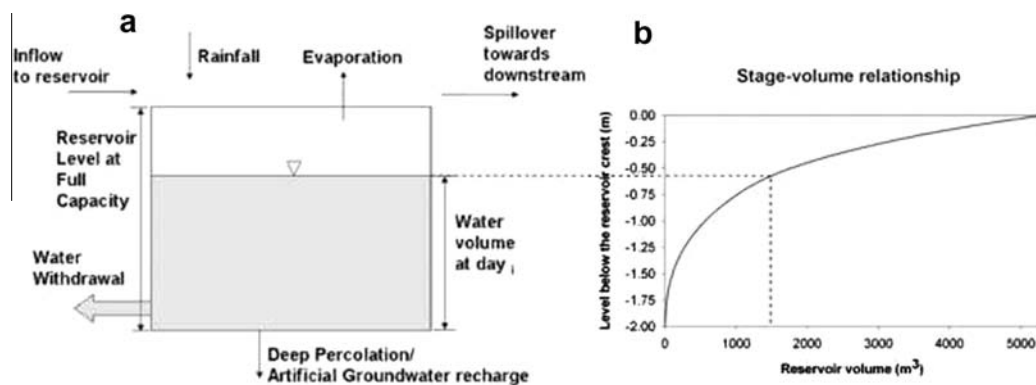 a
Inflow
to reservoir
Rainfall
Evaporation
Spillover
towards
downstream
Reservoir
Level at
Full
Capacity
Water
volume
at day i
Water
Withdrawal
Deep Percolation/
Artificial Groundwater recharge
b
Stage-volume relationship
Level below the reservoir crest (m)
0.00
-0.25
-0.50
-0.75
-1.00
-1.25
-1.50
-1.75
-2.00
0 1000 2000 3000 4000 5000
Reservoir volume (m³)